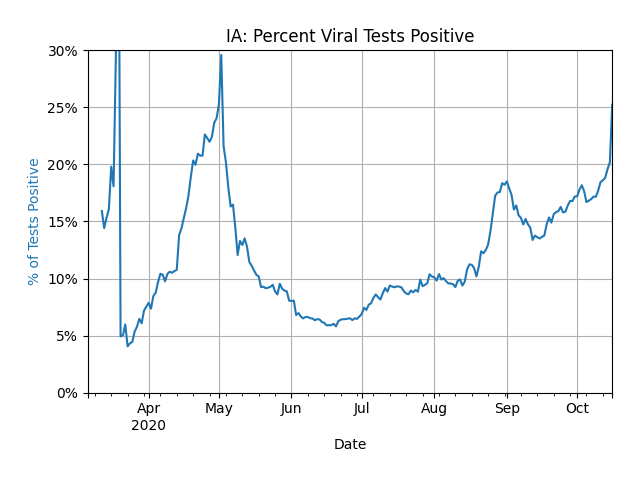 IA: Percent Viral Tests Positive
30%
25%
20%
15%
10%
5%
0%
% of Tests Positive
Apr May Jun Jul Aug Sep Oct
2020
Date